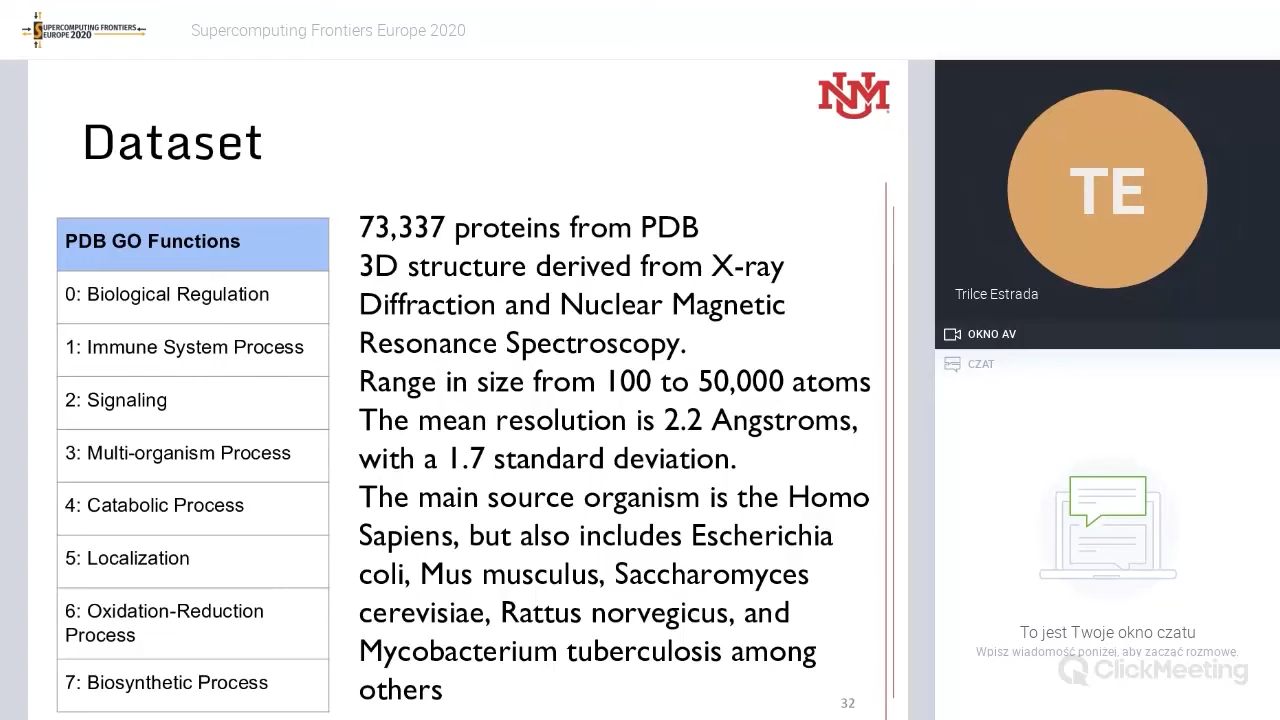 SUPERCOMPUTING FRONTIERS
EUROPE 2020
Supercomputing Frontiers Europe 2020
UNM
Dataset
PDB GO Functions
0: Biological Regulation
1: Immune System Process
2: Signaling
3: Multi-organism Process
4: Catabolic Process
5: Localization
6: Oxidation-Reduction
Process
7: Biosynthetic Process
73,337 proteins from PDB
3D structure derived from X-ray
Diffraction and Nuclear Magnetic
Resonance Spectroscopy.
Range in size from 100 to 50,000 atoms
The mean resolution is 2.2 Angstroms,
with a 1.7 standard deviation.
The main source organism is the Homo
Sapiens, but also includes Escherichia
coli, Mus musculus, Saccharomyces
cerevisiae, Rattus norvegicus, and
Mycobacterium tuberculosis among
others
32
TE
Trilce Estrada
OKNO AV
CZAT
To jest Twoje okno czatu
Wpisz wiadomość poniżej, aby zacząć rozmowę.
ClickMeeting